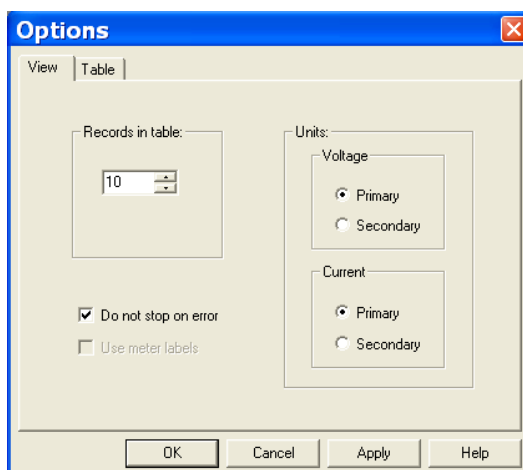 Options
View
Table
Records in table:
10
Do not stop on error
Use meter labels
Units:
Voltage
Primary
Secondary
Current
Primary
Secondary
OK
Cancel
Apply
Help